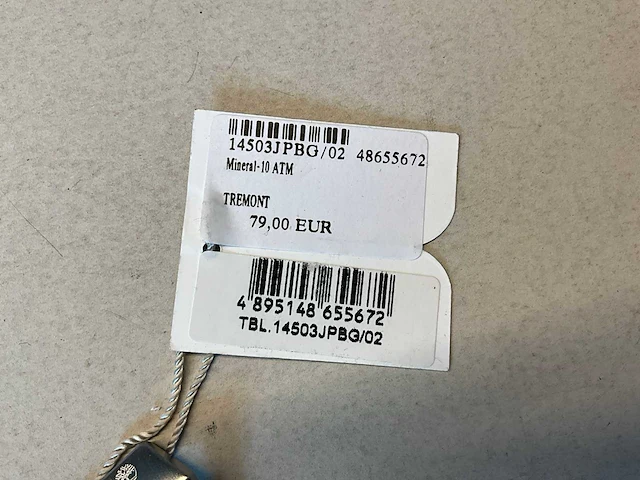 14503JPBG/02 48655672
Mineral-10 ATM
TREMONT
79,00 EUR
4 895148 655672
TBL.14503JPBG/02